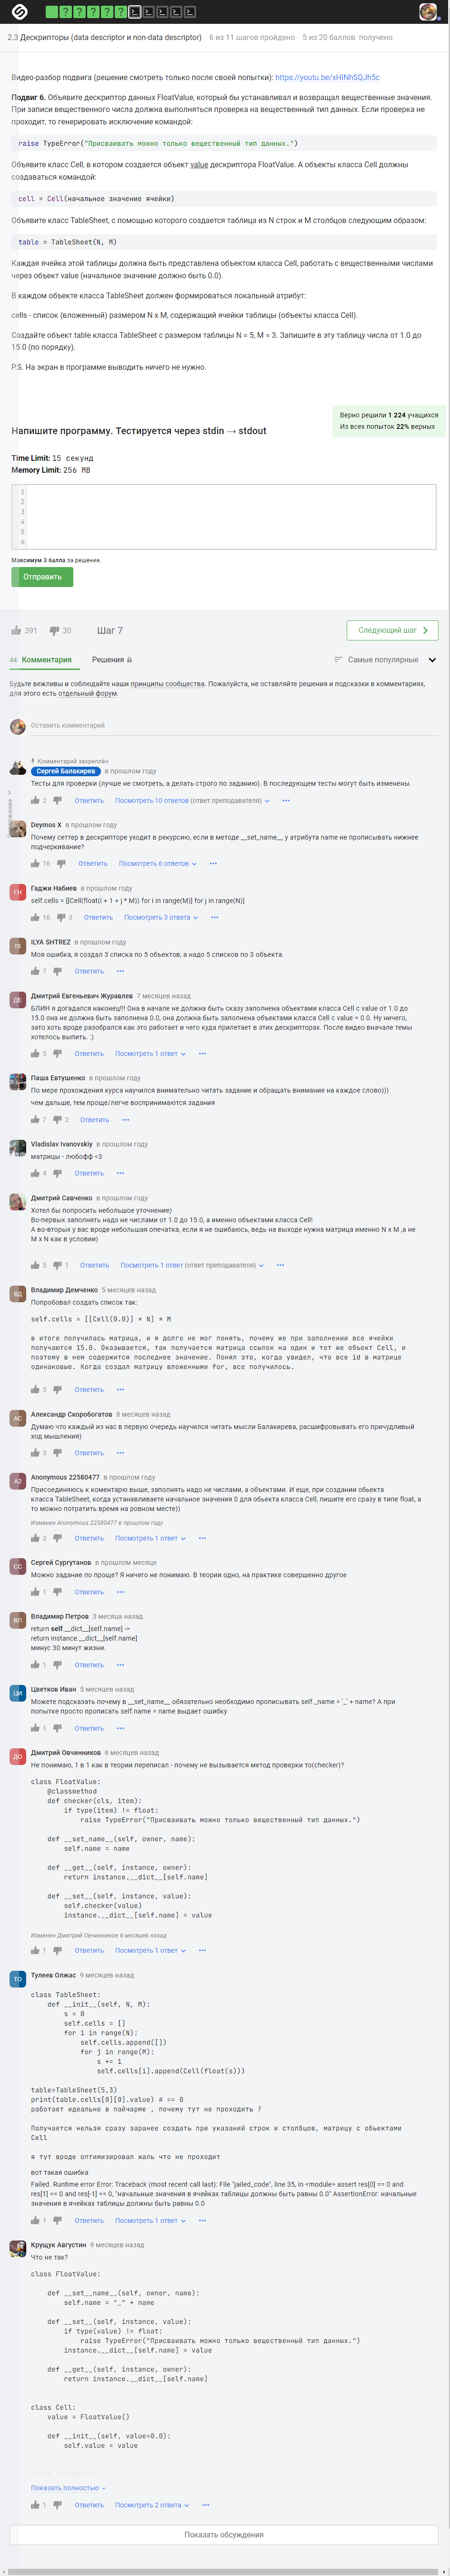 2.3 Дескрипторы (data descriptor и non-data descriptor) 6 из 11 шагов пройдено 5 из 20 баллов получено
Видео-разбор подвига (решение смотреть только после своей попытки): https://youtu.be/xHINhSQJh5c
Подвиг 6. Объявите дескриптор данных FloatValue, который бы устанавливал и возвращал вещественные значения.
При записи вещественного числа должна выполняться проверка на вещественный тип данных. Если проверка не
проходит, то генерировать исключение командой:
raise TypeError("Присваивать можно только вещественный тип данных.")
Объявите класс Cell, в котором создается объект value дескриптора FloatValue. А объекты класса Cell должны
создаваться командой:
cell = Cell(начальное значение ячейки)
Объявите класс TableSheet, с помощью которого создается таблица из N строк и M столбцов следующим образом:
table = TableSheet(N, M)
Каждая ячейка этой таблицы должна быть представлена объектом класса Cell, работать с вещественными числами
через объект value (начальное значение должно быть 0.0).
В каждом объекте класса TableSheet должен формироваться локальный атрибут:
cells - список (вложенный) размером N x M, содержащий ячейки таблицы (объекты класса Cell).
Создайте объект table класса TableSheet с размером таблицы N = 5, M = 3. Запишите в эту таблицу числа от 1.0 до
15.0 (по порядку).
P.S. На экран в программе выводить ничего не нужно.
Верно решили 1 224 учащихся
Из всех попыток 22% верных
Напишите программу. Тестируется через stdin → stdout
Time Limit: 15 секунд
Memory Limit: 256 MB
1
2
3
4
5
6
Максимум 3 балла за решение.
Отправить
391 30 Шаг 7 Следующий шаг
44 Комментария Решения Самые популярные
Будьте вежливы и соблюдайте наши принципы сообщества. Пожалуйста, не оставляйте решения и подсказки в комментариях,
для этого есть отдельный форум.
Оставить комментарий
Содержание
Комментарий закреплён
Сергей Балакирев в прошлом году
Тесты для проверки (лучше не смотреть, а делать строго по заданию). В последующем тесты могут быть изменены.
2 Ответить Посмотреть 10 ответов (ответ преподавателя)
Deymos X в прошлом году
Почему сеттер в дескрипторе уходит в рекурсию, если в методе __set_name__ у атрибута name не прописывать нижнее
подчеркивание?
16 Ответить Посмотреть 6 ответов
ГН
Гаджи Набиев в прошлом году
self.cells = [[Cell(float(i + 1 + j * M)) for i in range(M)] for j in range(N)]
16 3 Ответить Посмотреть 3 ответа
IS
ILYA SHTREZ в прошлом году
Моя ошибка, я создал 3 списка по 5 объектов, а надо 5 списков по 3 объекта.
7 Ответить
ДЕ
Дмитрий Евгеньевич Журавлев 7 месяцев назад
БЛИН я догадался наконец!!! Она в начале не должна быть сказу заполнена объектами класса Cell с value от 1.0 до
15.0 она не должна быть заполнена 0.0, она должна быть заполнена объектами класса Cell с value = 0.0. Ну ничего,
зато хоть вроде разобрался как это работает и чего куда прилетает в этих дескрипторах. После видео вначале темы
хотелось выпить. :)
5 Ответить Посмотреть 1 ответ
Паша Евтушенко в прошлом году
По мере прохождения курса научился внимательно читать задание и обращать внимание на каждое слово)))
чем дальше, тем проще/легче воспринимаются задания
7 2 Ответить
Vladislav Ivanovskiy в прошлом году
матрицы - любофф <3
4 Ответить
Дмитрий Савченко в прошлом году
Хотел бы попросить небольшое уточнение)
Во-первых заполнять надо не числами от 1.0 до 15.0, а именно объектами класса Cell!
А во-вторых у вас вроде небольшая опечатка, если я не ошибаюсь, ведь на выходе нужна матрица именно N x M ,а не
M x N как в условии)
5 1 Ответить Посмотреть 1 ответ (ответ преподавателя)
ВД
Владимир Демченко 5 месяцев назад
Попробовал создать список так:
self.cells = [[Cell(0.0)] * N] * M
в итоге получилась матрица, и я долго не мог понять, почему же при заполнении все ячейки
получаются 15.0. Оказывается, так получается матрица ссылок на один и тот же объект Cell, и
поэтому в нем содержится последнее значение. Понял это, когда увидел, что все id в матрице
одинаковые. Когда создал матрицу вложенными for, все получилось.
3 Ответить
АС
Александр Скоробогатов 8 месяцев назад
Думаю что каждый из нас в первую очередь научился читать мысли Балакирева, расшифровывать его причудливый
ход мышления)
3 Ответить
A2
Anonymous 22580477 в прошлом году
Присоединяюсь к коментарю выше, заполнять надо не числами, а объектами. И еще, при создании обьекта
класса TableSheet, когда устанавливаете начальное значения 0 для обьекта класса Cell, пишите его сразу в типе float, а
то можно потратить время на ровном месте))
Изменен Anonymous 22580477 в прошлом году
3 Ответить Посмотреть 1 ответ
СС
Сергей Сургутанов в прошлом месяце
Можно задание по проще? Я ничего не понимаю. В теории одно, на практике совершенно другое
1 Ответить
ВП
Владимир Петров 3 месяца назад
return self.__dict__[self.name] ->
return instance.__dict__[self.name]
минус 30 минут жизни.
1 Ответить
ЦИ
Цветков Иван 5 месяцев назад
Можете подсказать почему в __set_name__ обязательно необходимо прописывать self._name = '_' + name? А при
попытке просто прописать self.name = name выдает ошибку
1 Ответить
ДО
Дмитрий Овчинников 6 месяцев назад
Не понимаю, 1 в 1 как в теории переписал - почему не вызывается метод проверки то(checker)?
class FloatValue:
@classmethod
def checker(cls, item):
if type(item) != float:
raise TypeError("Присваивать можно только вещественный тип данных.")
def __set_name__(self, owner, name):
self.name = name
def __get__(self, instance, owner):
return instance.__dict__[self.name]
def __set__(self, instance, value):
self.checker(value)
instance.__dict__[self.name] = value
Изменен Дмитрий Овчинников 6 месяцев назад
1 Ответить Посмотреть 1 ответ
ТО
Тулеев Олжас 9 месяцев назад
class TableSheet:
def __init__(self, N, M):
s = 0
self.cells = []
for i in range(N):
self.cells.append([])
for j in range(M):
s += 1
self.cells[i].append(Cell(float(s)))
table=TableSheet(5,3)
print(table.cells[0][0].value) # == 0
работает идеально в пайчарме , почему тут не проходить ?
Получается нельзя сразу заранее создать при указаний строк и столбцов, матрицу с обьектами
Cell
я тут вроде оптимизировал жаль что не проходит
вот такая ошибка
Failed. Runtime error Error: Traceback (most recent call last): File "jailed_code", line 35, in <module> assert res[0] == 0 and
res[1] == 0 and res[-1] == 0, "начальные значения в ячейках таблицы должны быть равны 0.0" AssertionError: начальные
значения в ячейках таблицы должны быть равны 0.0
1 Ответить Посмотреть 1 ответ
Крущук Августин 9 месяцев назад
Что не так?
class FloatValue:
def __set__name__(self, owner, name):
self.name = "_" + name
def __set__(self, instance, value):
if type(value) != float:
raise TypeError("Присваивать можно только вещественный тип данных.")
instance.__dict__[self.name] = value
def __get__(self, instance, owner):
return instance.__dict__[self.name]
class Cell:
value = FloatValue()
def __init__(self, value=0.0):
self.value = value
Показать полностью
1 Ответить Посмотреть 2 ответа
Показать обсуждения